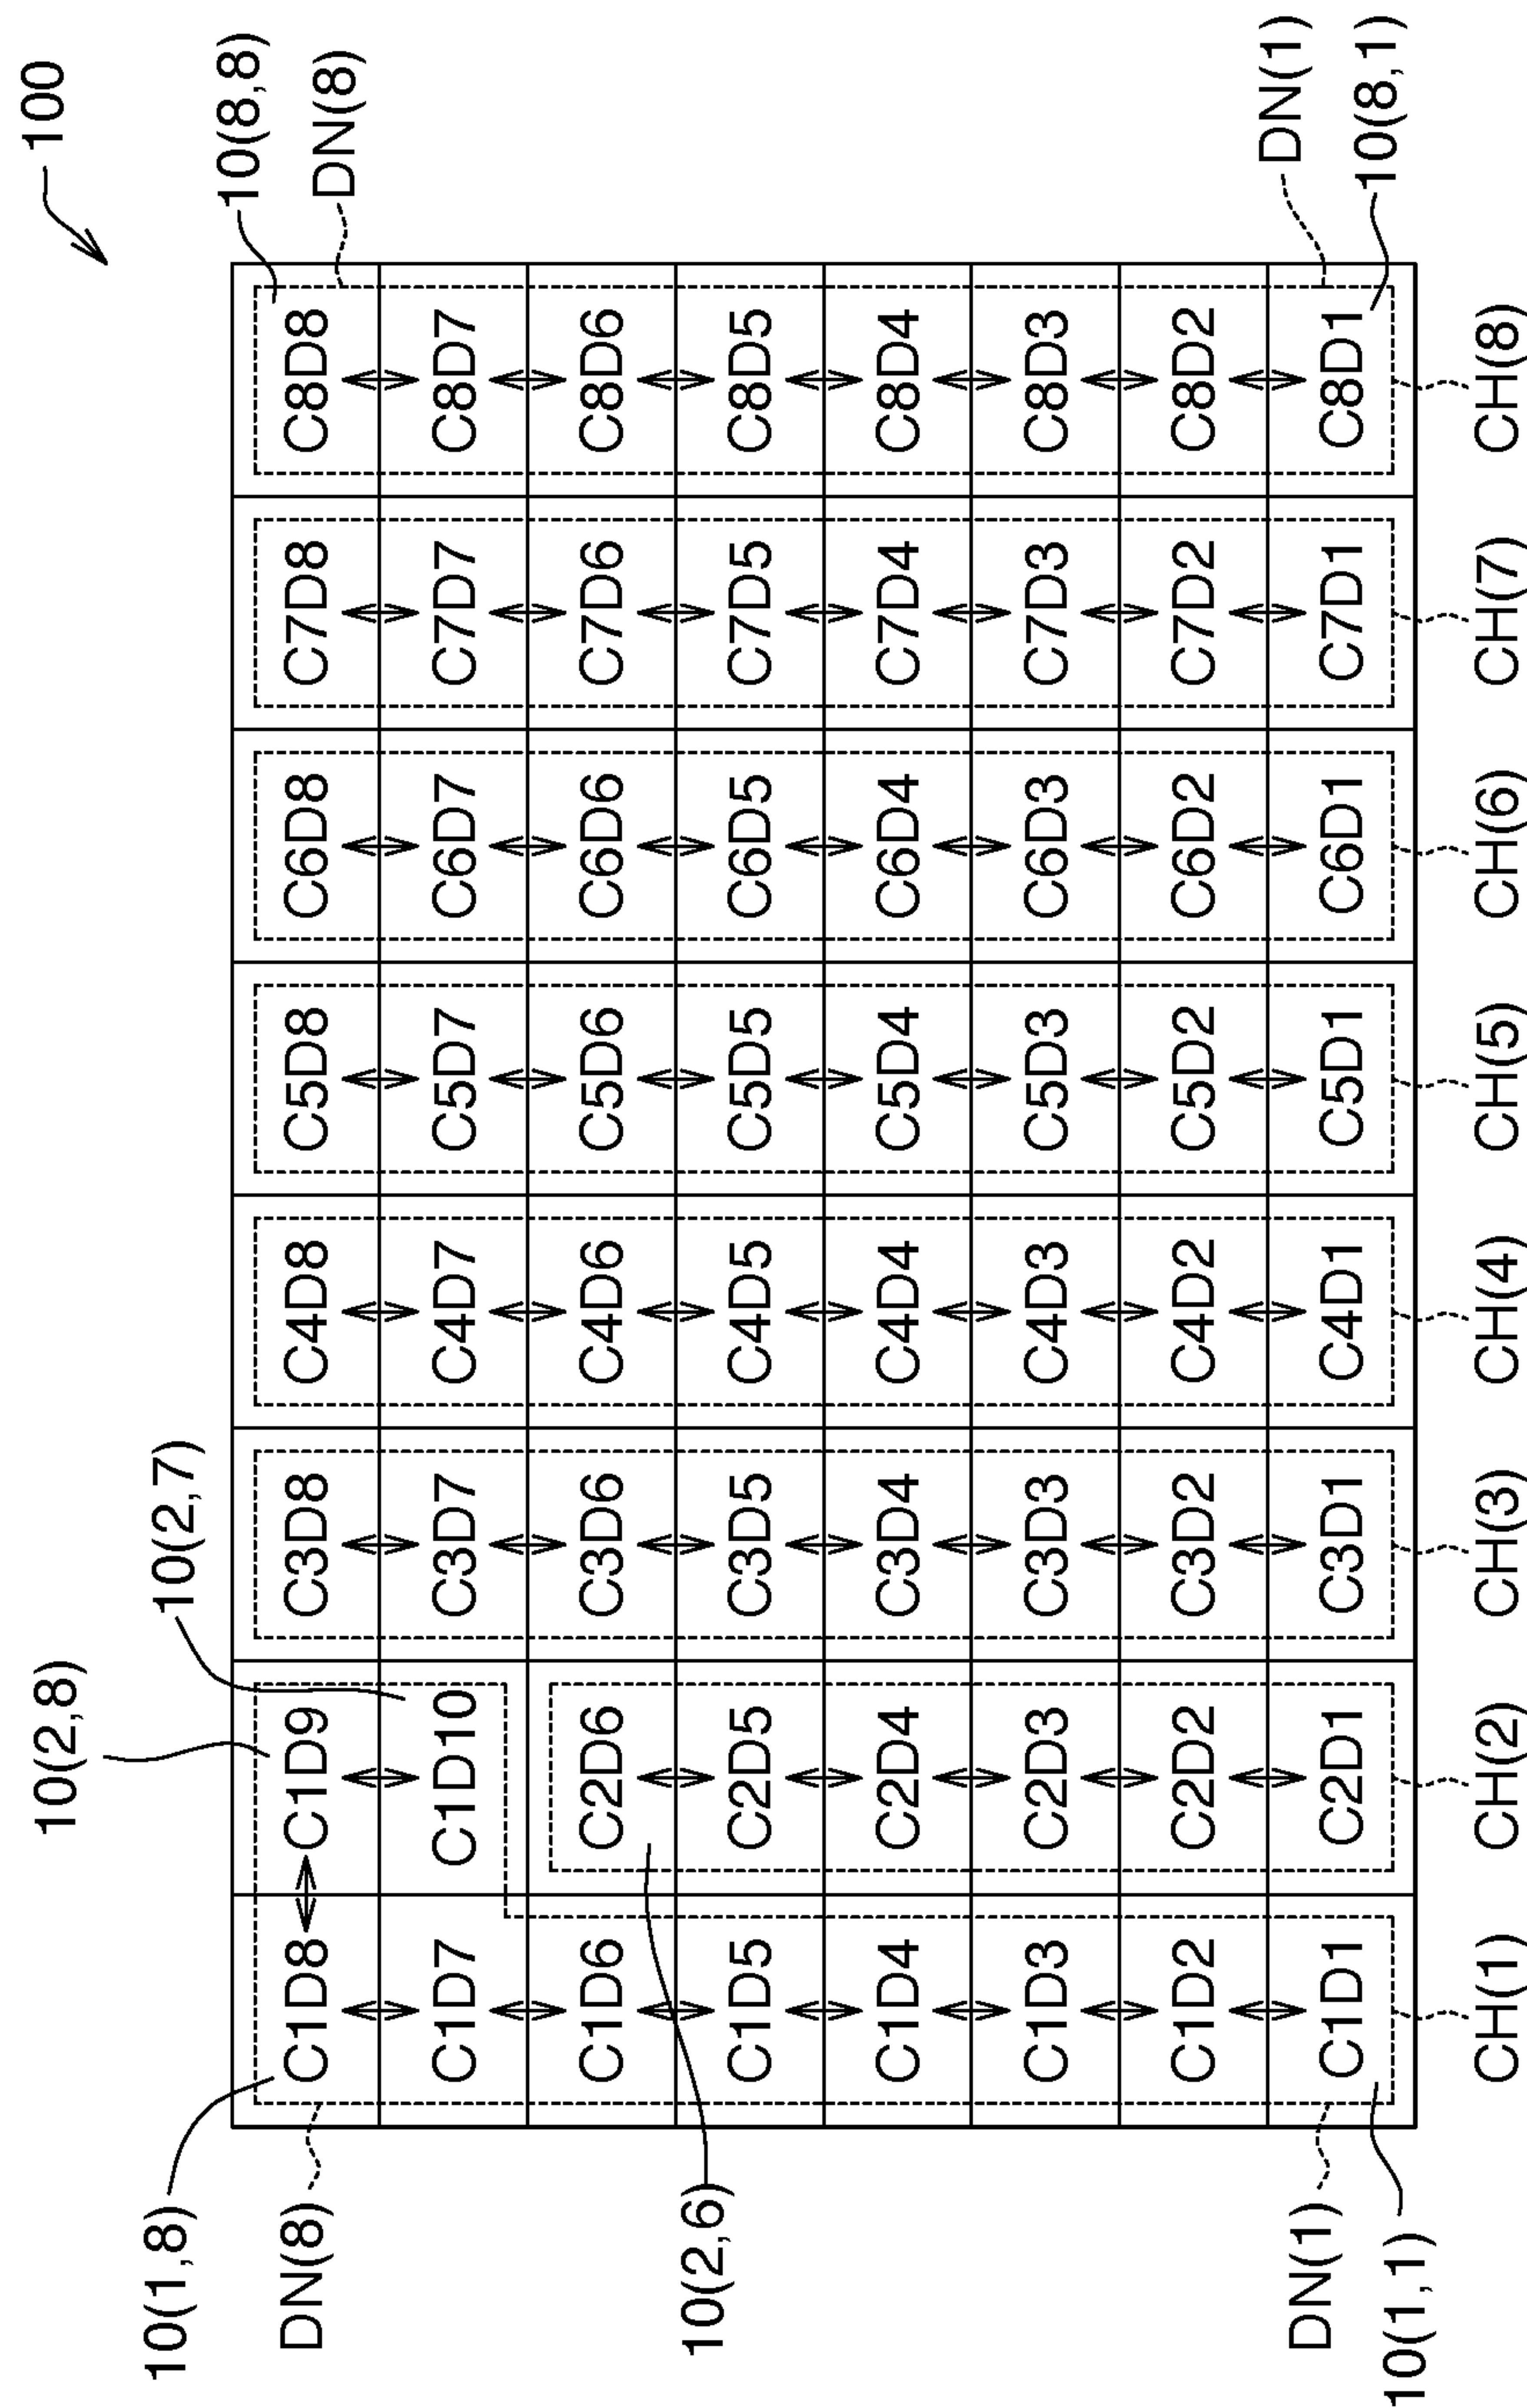 100
10(2,8)
10(2,7)
10(1,8)
10(8,8)
DN(8)
DN(8)
C1D8
C1D9
C3D8
C4D8
C5D8
C6D8
C7D8
C8D8
C1D7
C1D10
C3D7
C4D7
C5D7
C6D7
C7D7
C8D7
C1D6
C2D6
C3D6
C4D6
C5D6
C6D6
C7D6
C8D6
10(2,6)
C1D5
C2D5
C3D5
C4D5
C5D5
C6D5
C7D5
C8D5
C1D4
C2D4
C3D4
C4D4
C5D4
C6D4
C7D4
C8D4
C1D3
C2D3
C3D3
C4D3
C5D3
C6D3
C7D3
C8D3
C1D2
C2D2
C3D2
C4D2
C5D2
C6D2
C7D2
C8D2
DN(1)
DN(1)
C1D1
C2D1
C3D1
C4D1
C5D1
C6D1
C7D1
C8D1
10(1,1)
10(8,1)
CH(1)
CH(2)
CH(3)
CH(4)
CH(5)
CH(6)
CH(7)
CH(8)